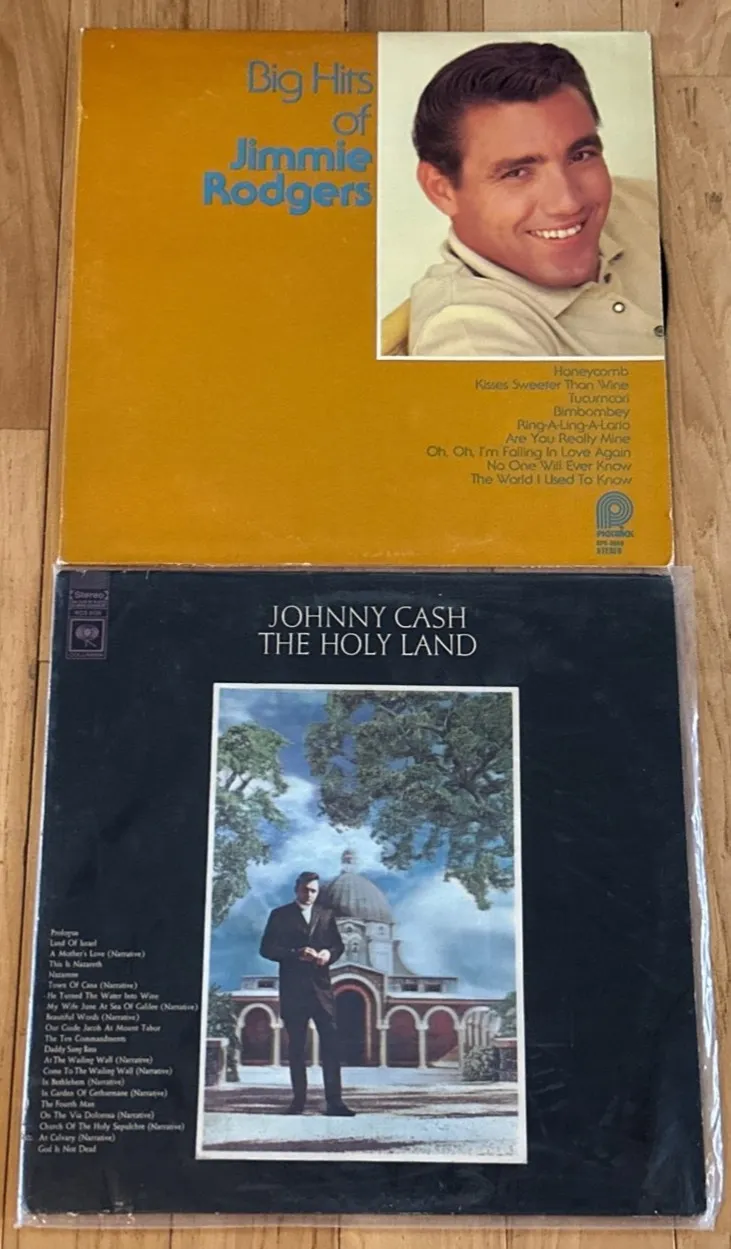 Big Hits
of
Jimmie
Rodgers
Honeycomb
Kisses Sweeter Than Wine
Tucumcari
Bimbombey
Ring-A-Ling-A-Lario
Are You Really Mine
Oh, Oh, I'm Falling In Love Again
No One Will Ever Know
The World I Used To Know
PICKWICK
STEREO
Stereo
COLUMBIA
JOHNNY CASH
THE HOLY LAND
Prologue
Land Of Israel
A Mother's Love (Narrative)
This Is Nazareth
Nazarene
Town Of Cana (Narrative)
He Turned The Water Into Wine
My Wife June At Sea Of Galilee (Narrative)
Beautiful Words (Narrative)
Our Guide Jacob At Mount Tabor
The Ten Commandments
Daddy Sang Bass
At The Wailing Wall (Narrative)
Come To The Wailing Wall (Narrative)
In Bethlehem (Narrative)
In Garden Of Gethsemane (Narrative)
The Fourth Man
On The Via Dolorosa (Narrative)
Church Of The Holy Sepulchre (Narrative)
At Calvary (Narrative)
God Is Not Dead